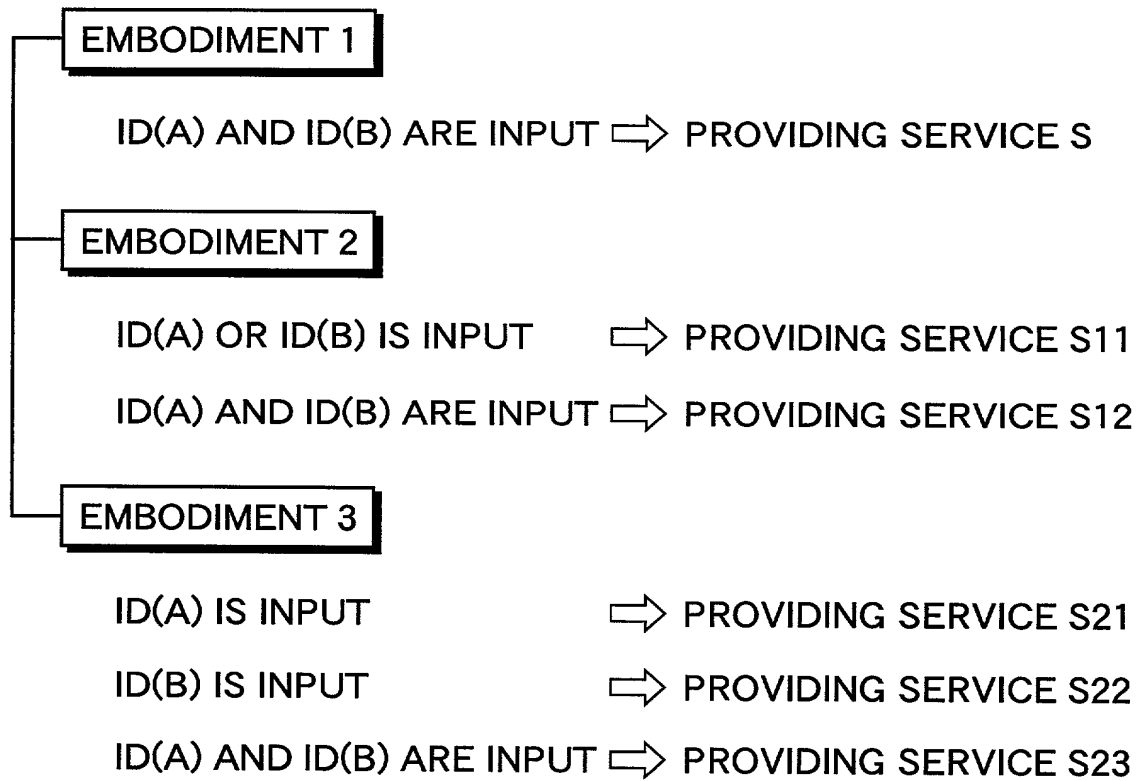 EMBODIMENT 1
ID(A) AND ID(B) ARE INPUT ⇨ PROVIDING SERVICE S
EMBODIMENT 2
ID(A) OR ID(B) IS INPUT ⇨ PROVIDING SERVICE S11
ID(A) AND ID(B) ARE INPUT ⇨ PROVIDING SERVICE S12
EMBODIMENT 3
ID(A) IS INPUT ⇨ PROVIDING SERVICE S21
ID(B) IS INPUT ⇨ PROVIDING SERVICE S22
ID(A) AND ID(B) ARE INPUT ⇨ PROVIDING SERVICE S23